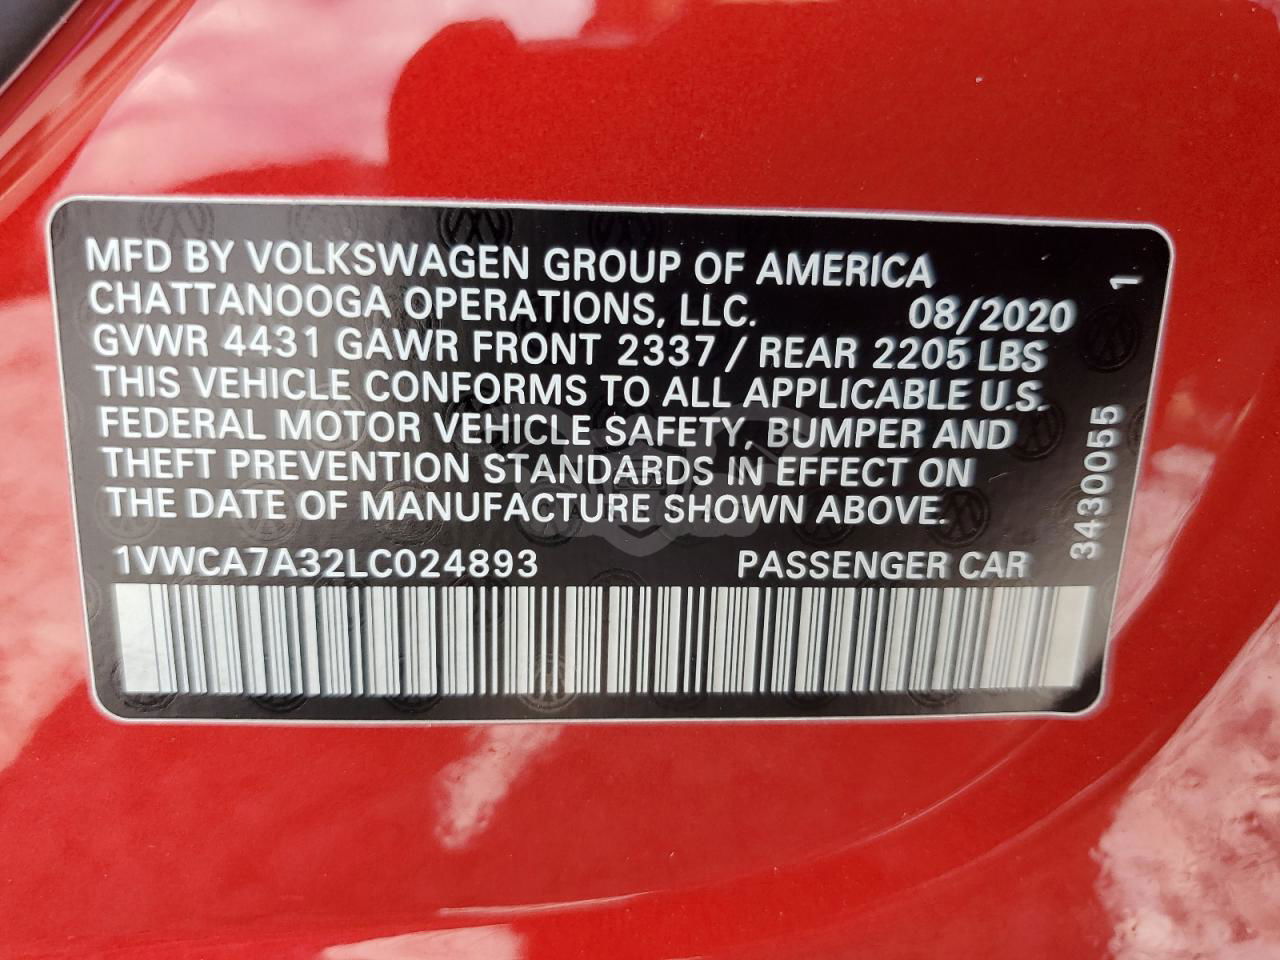 MFD BY VOLKSWAGEN GROUP OF AMERICA
CHATTANOOGA OPERATIONS, LLC. 08/2020
GVWR 4431 GAWR FRONT 2337 / REAR 2205 LBS
THIS VEHICLE CONFORMS TO ALL APPLICABLE U.S.
FEDERAL MOTOR VEHICLE SAFETY, BUMPER AND
THEFT PREVENTION STANDARDS IN EFFECT ON
THE DATE OF MANUFACTURE SHOWN ABOVE.
1VWCA7A32LC024893 PASSENGER CAR
3430055 1